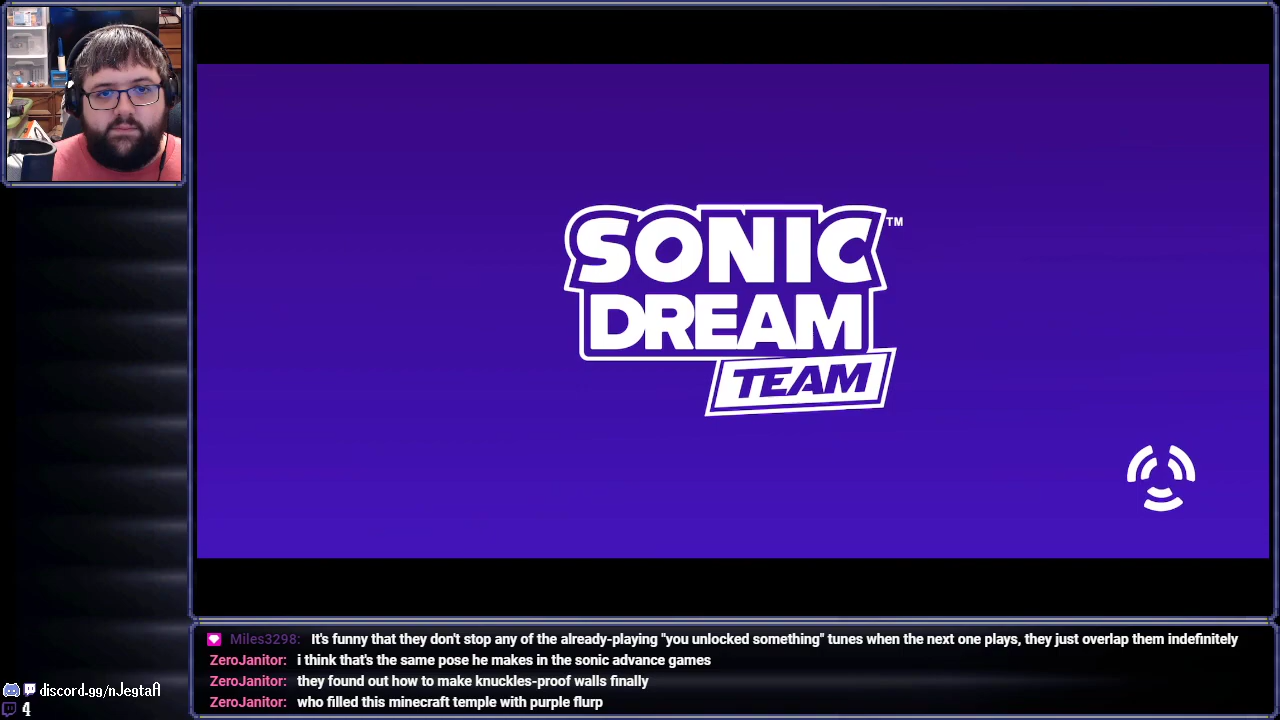 SONIC
™
DREAM
TEAM
Miles3298: It's funny that they don't stop any of the already-playing "you unlocked something" tunes when the next one plays, they just overlap them indefinitely
ZeroJanitor: i think that's the same pose he makes in the sonic advance games
ZeroJanitor: they found out how to make knuckles-proof walls finally
ZeroJanitor: who filled this minecraft temple with purple flurp
discord.gg/nJegtaA
4